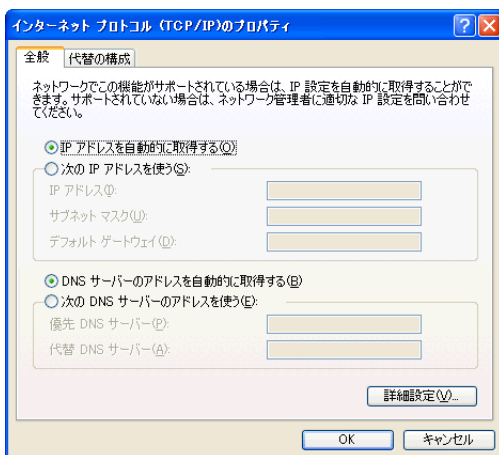 インターネット プロトコル (TCP/IP)のプロパティ
全般
代替の構成
ネットワークでこの機能がサポートされている場合は、IP 設定を自動的に取得することがで
きます。サポートされていない場合は、ネットワーク管理者に適切な IP 設定を問い合わせ
てください。
IP アドレスを自動的に取得する(O)
次の IP アドレスを使う(S):
IP アドレス(I):
サブネット マスク(U):
デフォルト ゲートウェイ(D):
DNS サーバーのアドレスを自動的に取得する(B)
次の DNS サーバーのアドレスを使う(E):
優先 DNS サーバー(P):
代替 DNS サーバー(A):
詳細設定(V)...
OK
キャンセル